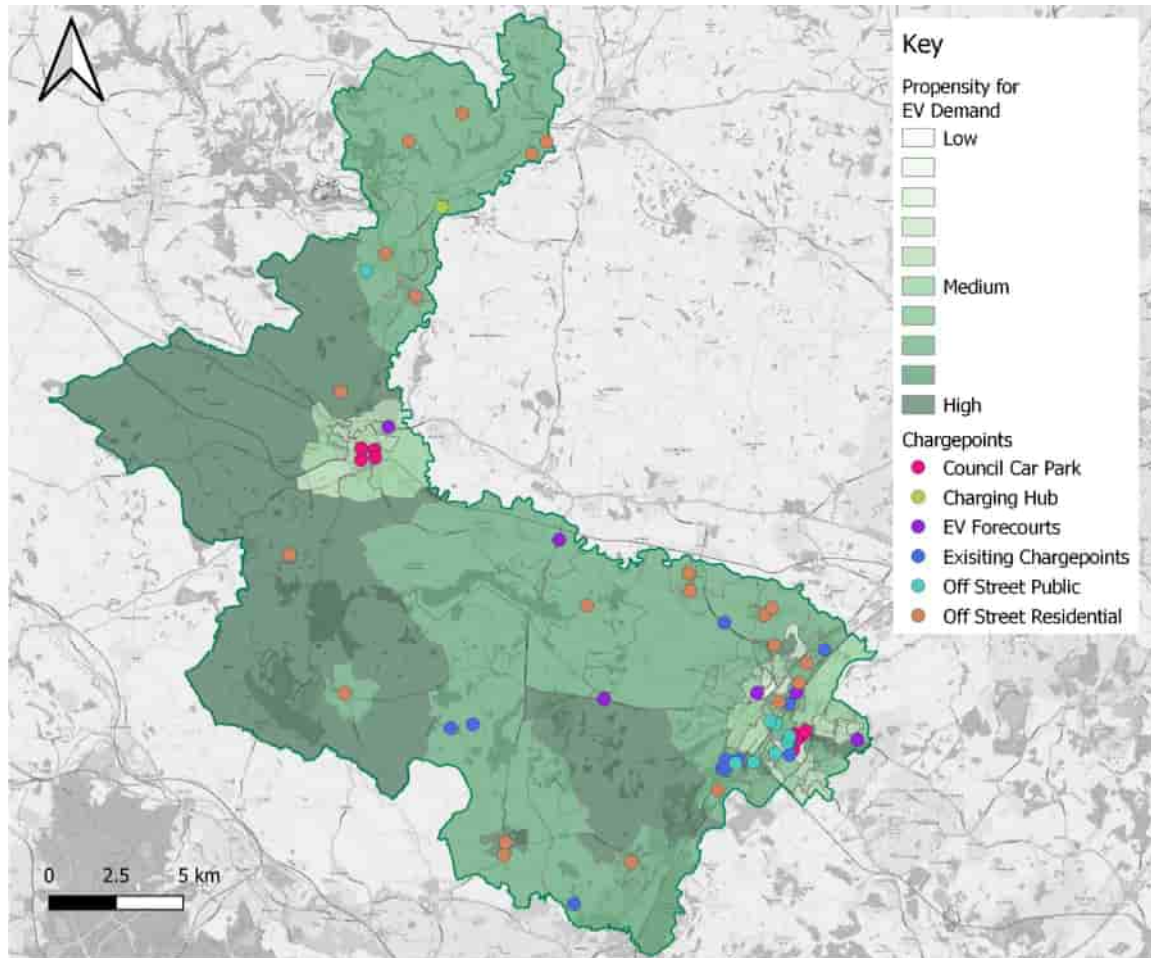 Key
Propensity for
EV Demand
Low
Medium
High
Chargepoints
Council Car Park
Charging Hub
EV Forecourts
Exisiting Chargepoints
Off Street Public
Off Street Residential
0 2.5 5 km